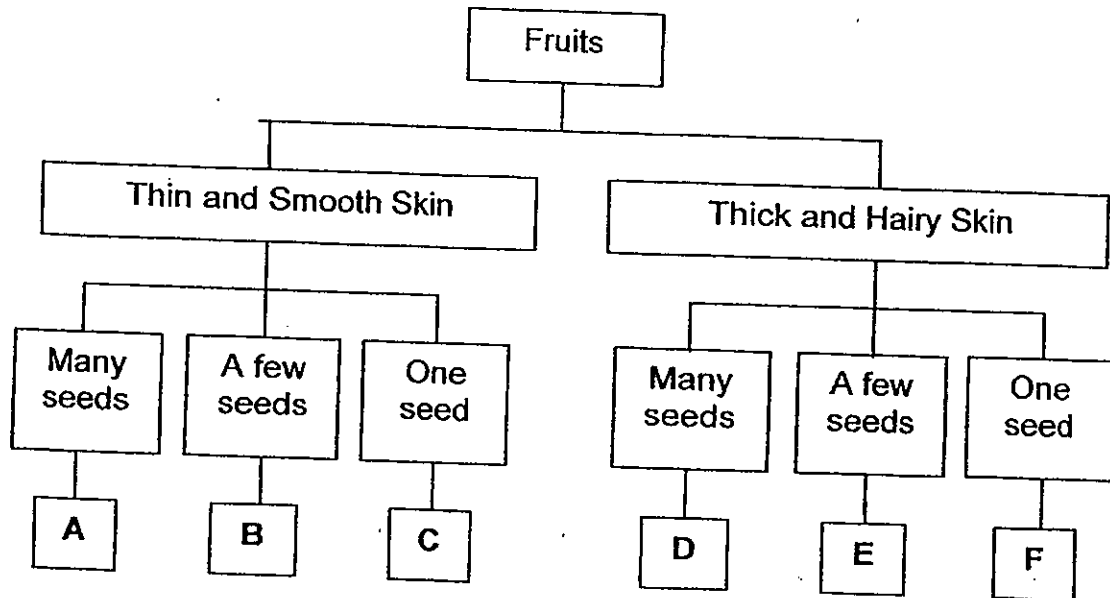 Fruits
Thin and Smooth Skin
Thick and Hairy Skin
Many
seeds
A few
seeds
One
seed
Many
seeds
A few
seeds
One
seed
A
B
C
D
E
F